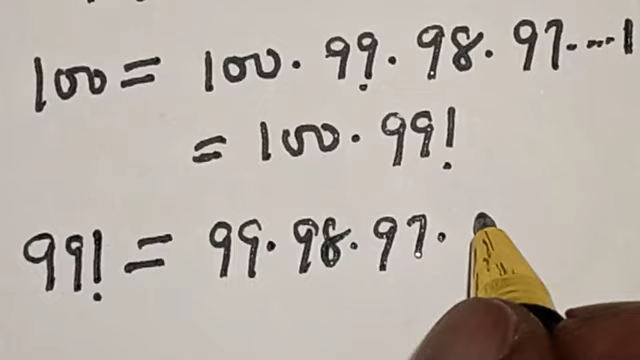 100 = 100 · 99 · 98 · 97 · ... 1
= 100 · 99!
99! = 99 · 98 · 97 ·